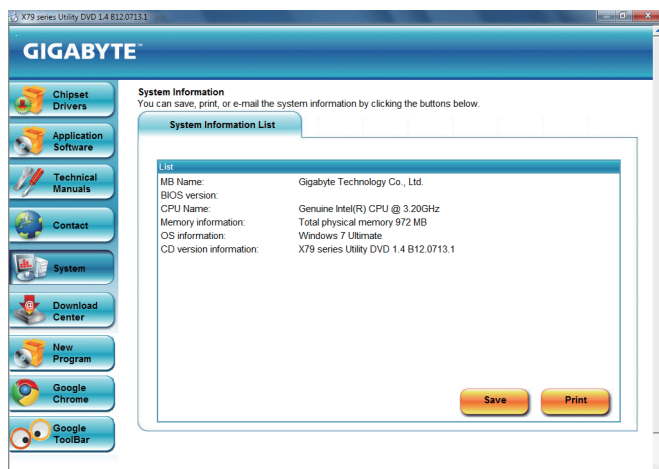 X79 series Utility DVD 1.4 B12.0713.1
GIGABYTE™
Chipset
Drivers
Application
Software
Technical
Manuals
Contact
System
Download
Center
New
Program
Google
Chrome
Google
ToolBar
System Information
You can save, print, or e-mail the system information by clicking the buttons below.
System Information List
List
MB Name: Gigabyte Technology Co., Ltd.
BIOS version:
CPU Name: Genuine Intel(R) CPU @ 3.20GHz
Memory information: Total physical memory 972 MB
OS information: Windows 7 Ultimate
CD version information: X79 series Utility DVD 1.4 B12.0713.1
Save Print